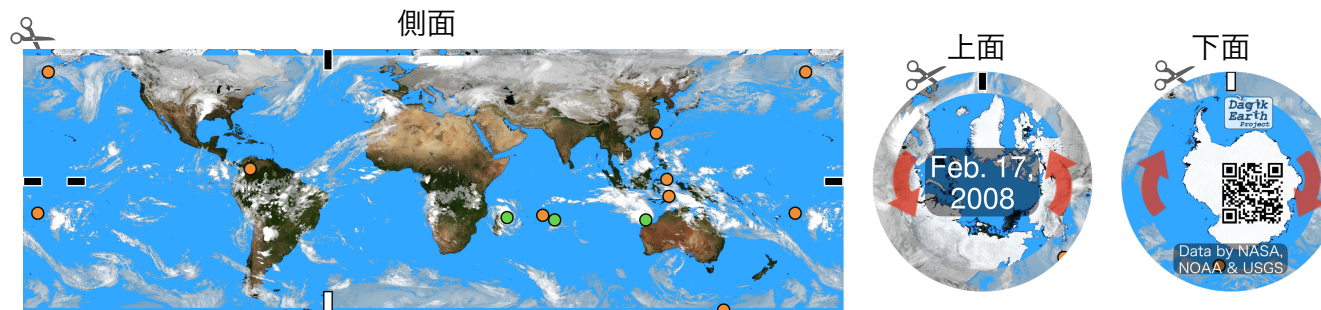 側面
上面
下面
Feb. 17,
2008
Dagik
Earth
Project
Data by NASA,
NOAA & USGS